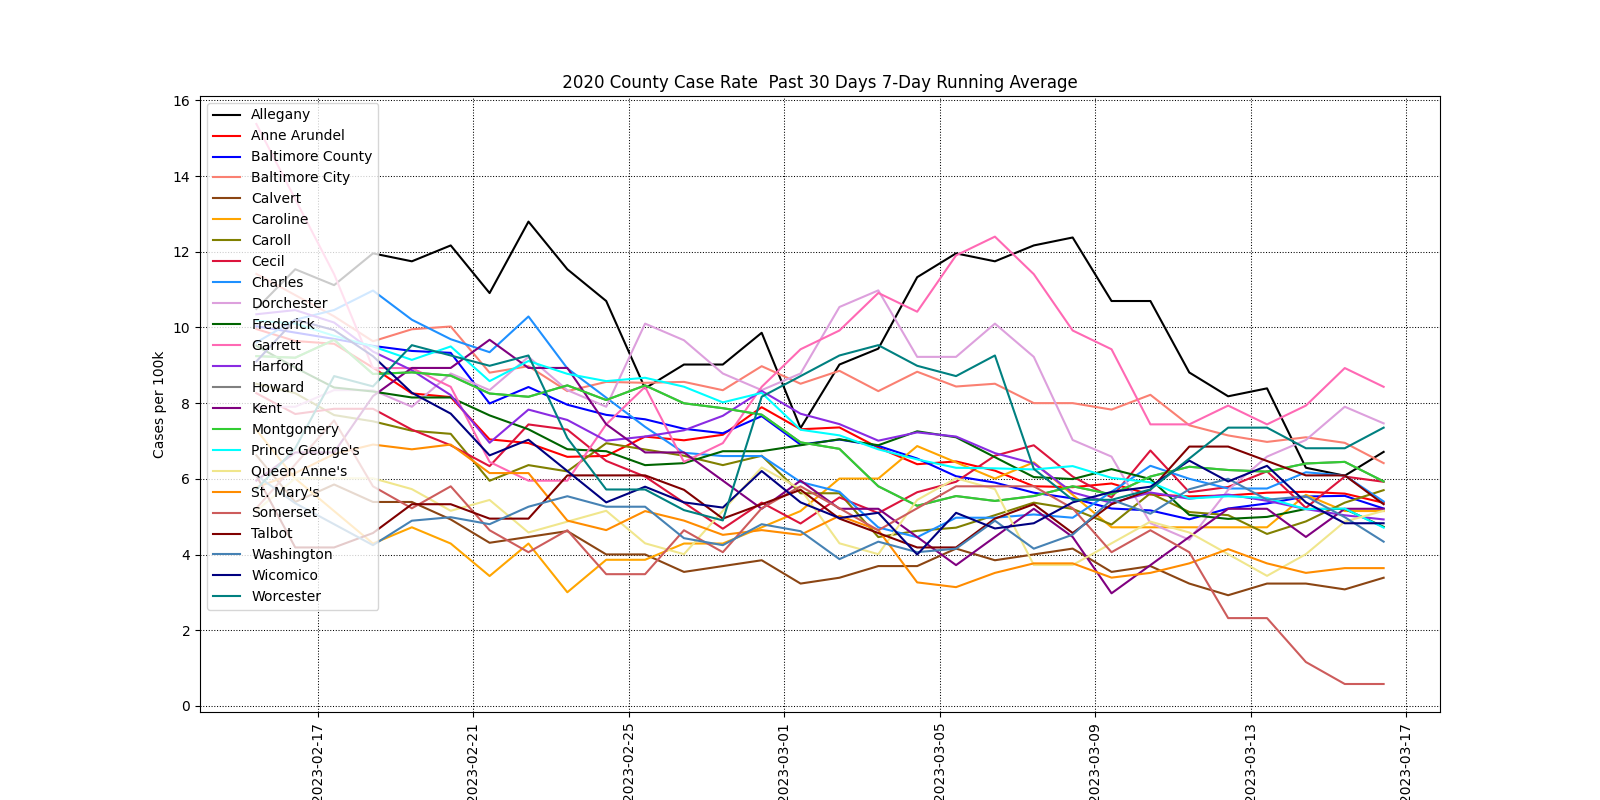 2020 County Case Rate  Past 30 Days 7-Day Running Average
Cases per 100k
16
14
12
10
8
6
4
2
0
Allegany
Anne Arundel
Baltimore County
Baltimore City
Calvert
Caroline
Caroll
Cecil
Charles
Dorchester
Frederick
Garrett
Harford
Howard
Kent
Montgomery
Prince George's
Queen Anne's
St. Mary's
Somerset
Talbot
Washington
Wicomico
Worcester
2023-02-17
2023-02-21
2023-02-25
2023-03-01
2023-03-05
2023-03-09
2023-03-13
2023-03-17